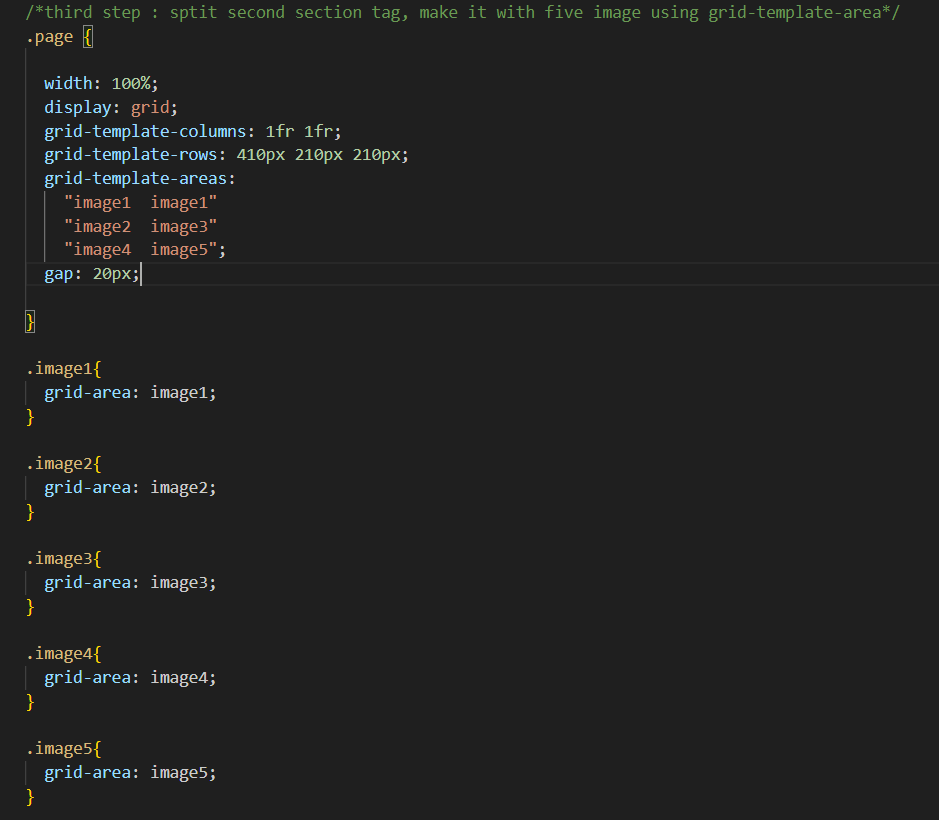 /*third step : sptit second section tag, make it with five image using grid-template-area*/
.page {
width: 100%;
display: grid;
grid-template-columns: 1fr 1fr;
grid-template-rows: 410px 210px 210px;
grid-template-areas:
"image1  image1"
"image2  image3"
"image4  image5";
gap: 20px;
}
.image1{
grid-area: image1;
}
.image2{
grid-area: image2;
}
.image3{
grid-area: image3;
}
.image4{
grid-area: image4;
}
.image5{
grid-area: image5;
}